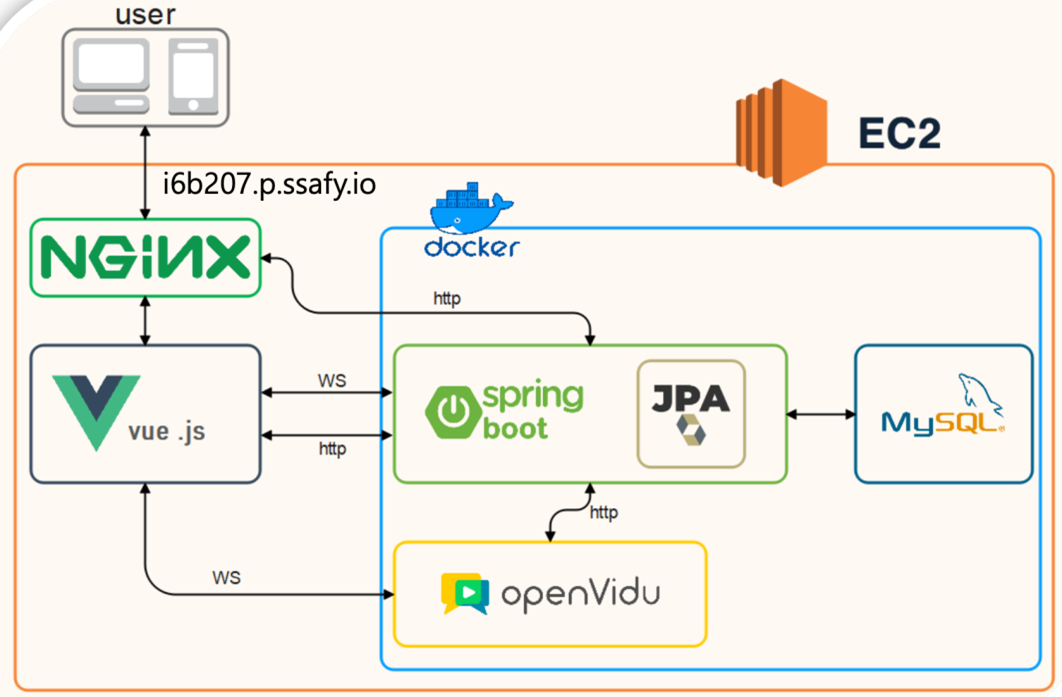 user
EC2
i6b207.p.ssafy.io
NGiNX
docker
http
vue .js
WS
http
spring
boot
JPA
MySQL®
http
WS
openVidu